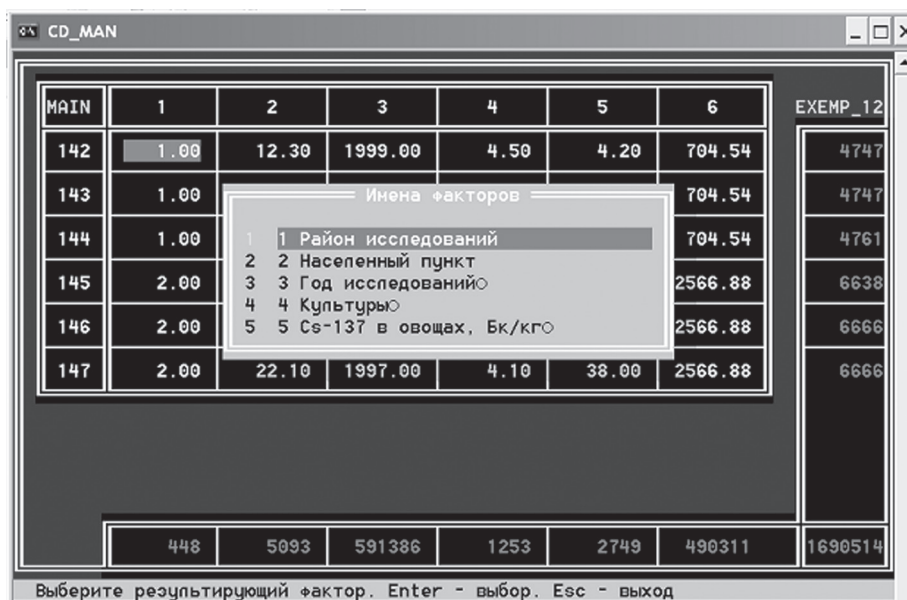 CD_MAN
MAIN 1 2 3 4 5 6 EXEMP_12
142 1.00 12.30 1999.00 4.50 4.20 704.54 4747
143 1.00 704.54 4747
144 1.00 704.54 4761
145 2.00 2566.88 6638
146 2.00 2566.88 6666
147 2.00 22.10 1997.00 4.10 38.00 2566.88 6666
Имена факторов
1 1 Район исследований
2 2 Населенный пункт
3 3 Год исследований○
4 4 Культуры○
5 5 Cs-137 в овощах, Бк/кг○
448 5093 591386 1253 2749 490311 1690514
Выберите результирующий фактор. Enter - выбор. Esc - выход